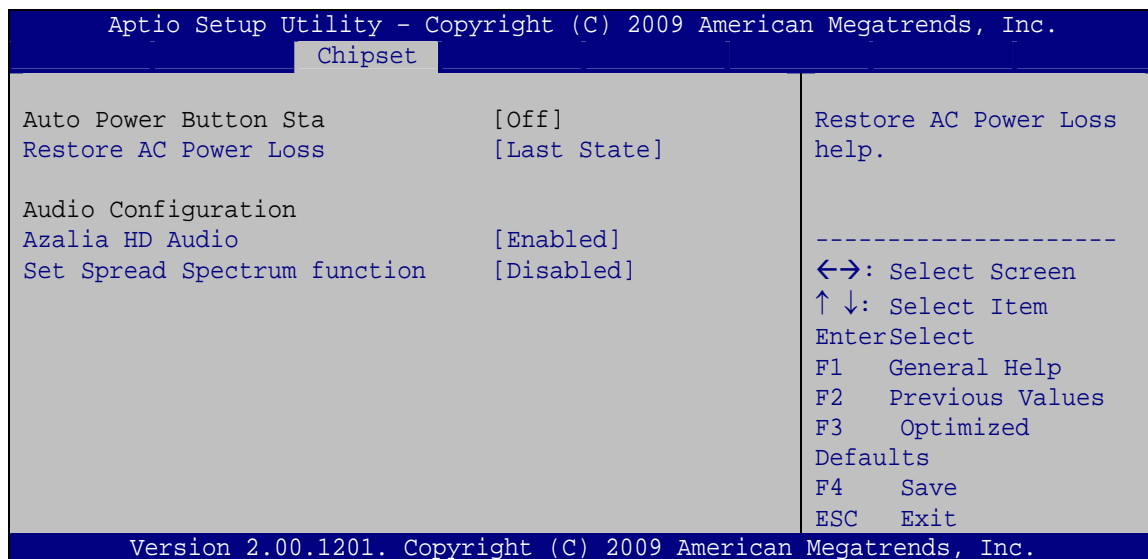 Aptio Setup Utility – Copyright (C) 2009 American Megatrends, Inc.
Chipset
Auto Power Button Sta [Off]
Restore AC Power Loss [Last State]
Audio Configuration
Azalia HD Audio [Enabled]
Set Spread Spectrum function [Disabled]
Restore AC Power Loss
help.
---------------------
←→: Select Screen
↑ ↓: Select Item
EnterSelect
F1 General Help
F2 Previous Values
F3 Optimized
Defaults
F4 Save
ESC Exit
Version 2.00.1201. Copyright (C) 2009 American Megatrends, Inc.